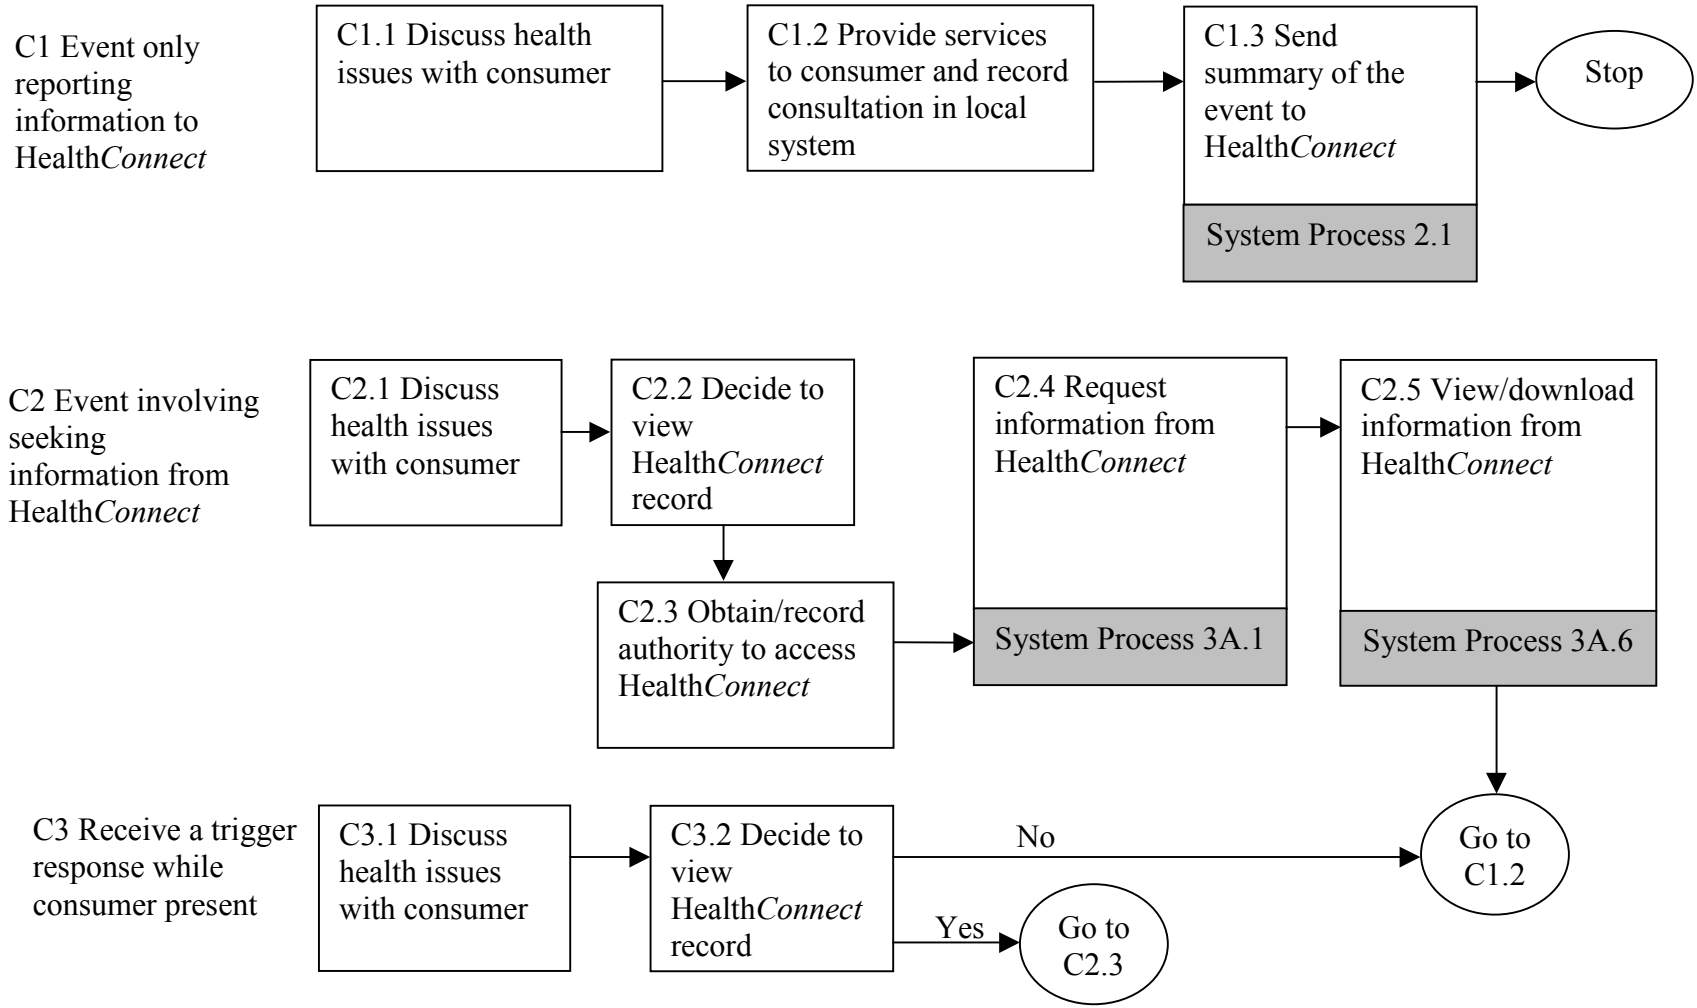 C1 Event only
reporting
information to
HealthConnect
C1.1 Discuss health
issues with consumer
C1.2 Provide services
to consumer and record
consultation in local
system
C1.3 Send
summary of the
event to
HealthConnect
System Process 2.1
Stop
C2 Event involving
seeking
information from
HealthConnect
C2.1 Discuss
health issues
with consumer
C2.2 Decide to
view
HealthConnect
record
C2.3 Obtain/record
authority to access
HealthConnect
C2.4 Request
information from
HealthConnect
System Process 3A.1
C2.5 View/download
information from
HealthConnect
System Process 3A.6
C3 Receive a trigger
response while
consumer present
C3.1 Discuss
health issues
with consumer
C3.2 Decide to
view
HealthConnect
record
No
Go to
C1.2
Yes
Go to
C2.3